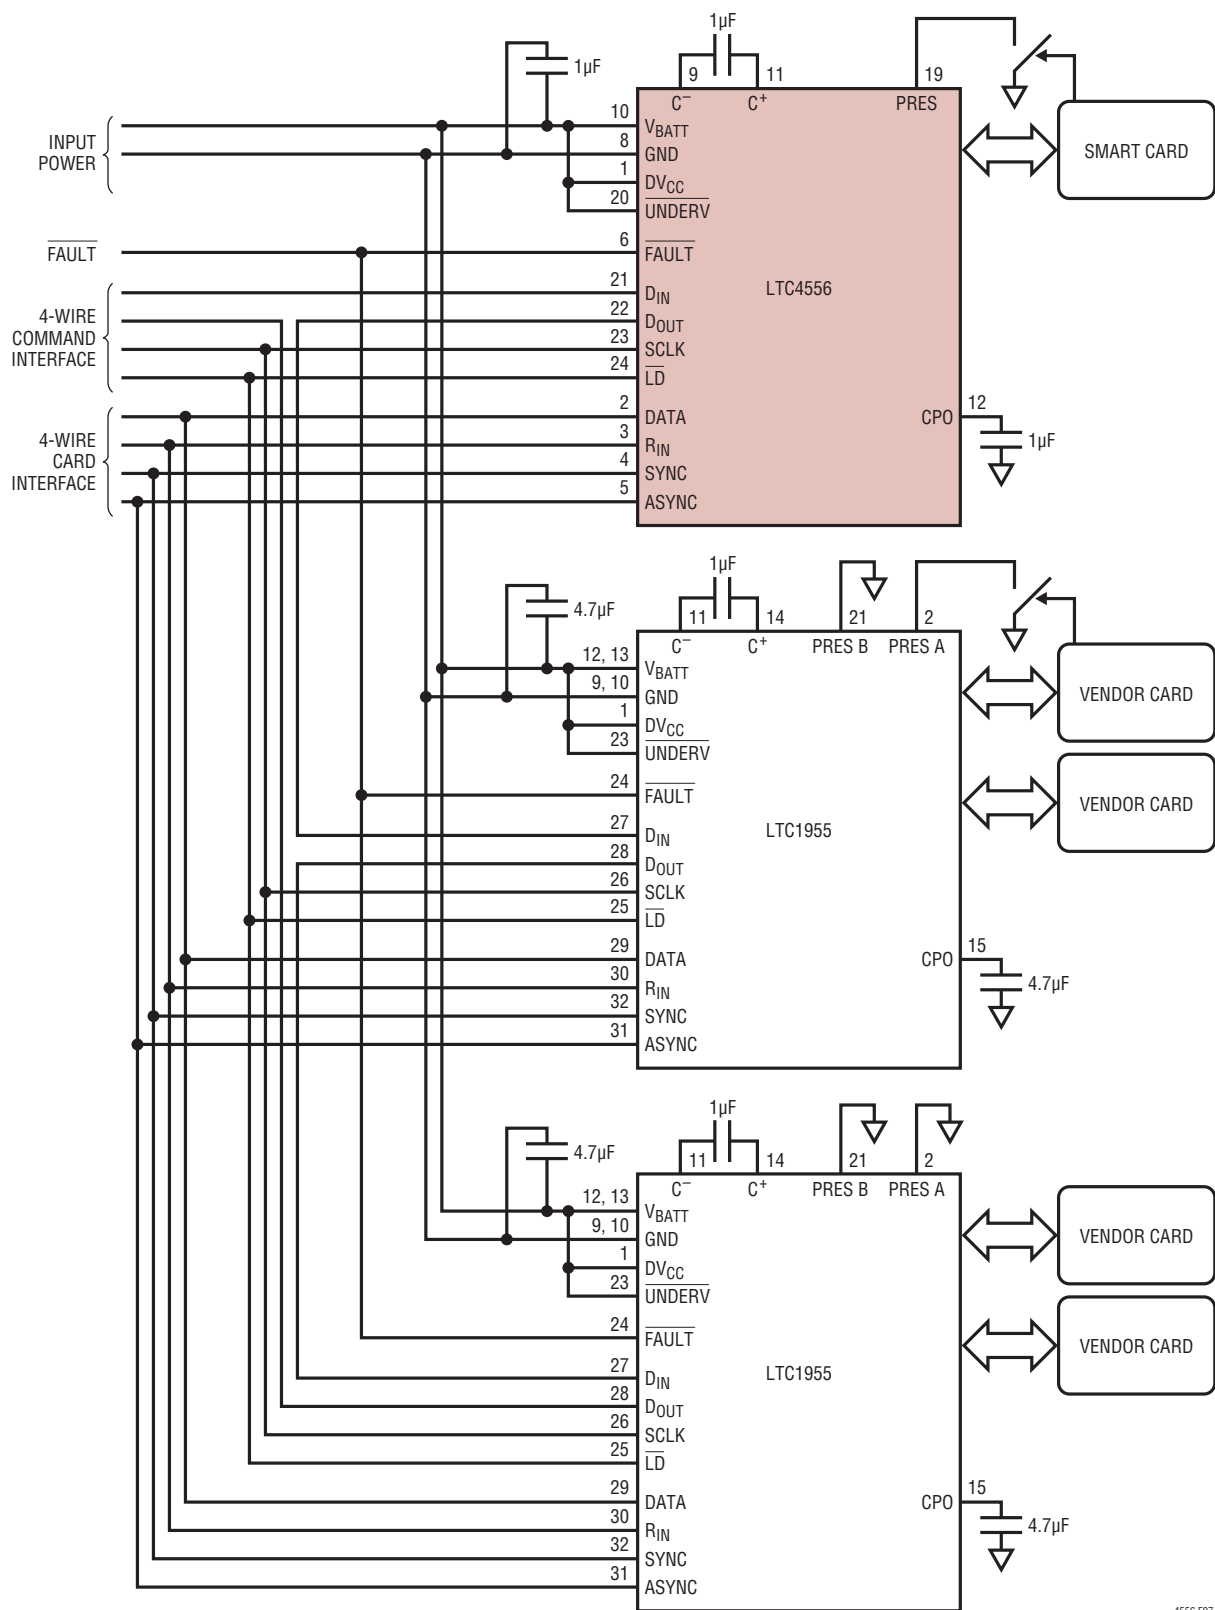 1µF
9
11
C–
C+
19
PRES
1µF
INPUT
POWER
10
VBATT
8
GND
1
DVCC
20
UNDERV
SMART CARD
FAULT
6
FAULT
LTC4556
4-WIRE
COMMAND
INTERFACE
21
DIN
22
DOUT
23
SCLK
24
LD
4-WIRE
CARD
INTERFACE
2
DATA
3
RIN
4
SYNC
5
ASYNC
CPO
12
1µF
1µF
11
14
21
2
C–
C+
PRES B
PRES A
4.7µF
12, 13
VBATT
9, 10
GND
1
DVCC
23
UNDERV
VENDOR CARD
24
FAULT
VENDOR CARD
LTC1955
27
DIN
28
DOUT
26
SCLK
25
LD
29
DATA
30
RIN
32
SYNC
31
ASYNC
CPO
15
4.7µF
1µF
11
14
21
2
C–
C+
PRES B
PRES A
4.7µF
12, 13
VBATT
9, 10
GND
1
DVCC
23
UNDERV
VENDOR CARD
24
FAULT
VENDOR CARD
LTC1955
27
DIN
28
DOUT
26
SCLK
25
LD
29
DATA
30
RIN
32
SYNC
31
ASYNC
CPO
15
4.7µF